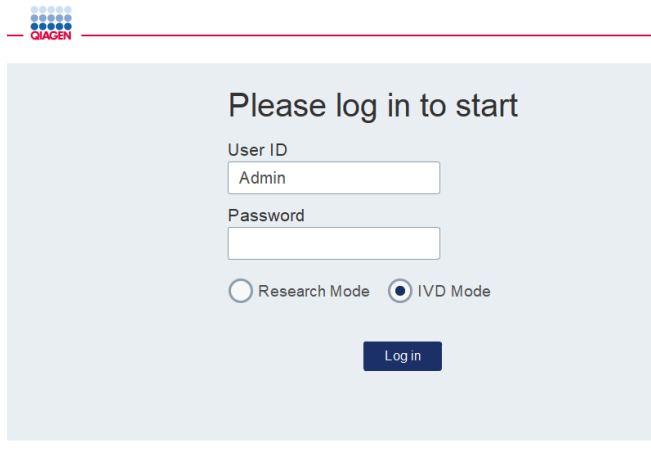 QIAGEN
Please log in to start
User ID
Admin
Password
Research Mode IVD Mode
Log in